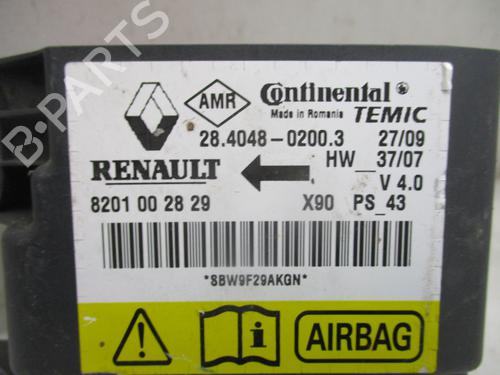 B-PARTS
AMR
Continental
Made in Romania TEMIC
28.4048-0200.3 27/09
RENAULT HW__37/07
V 4.0
8201 00 28 29 X90 PS_43
*8BW9F29AKGN*
! i AIRBAG